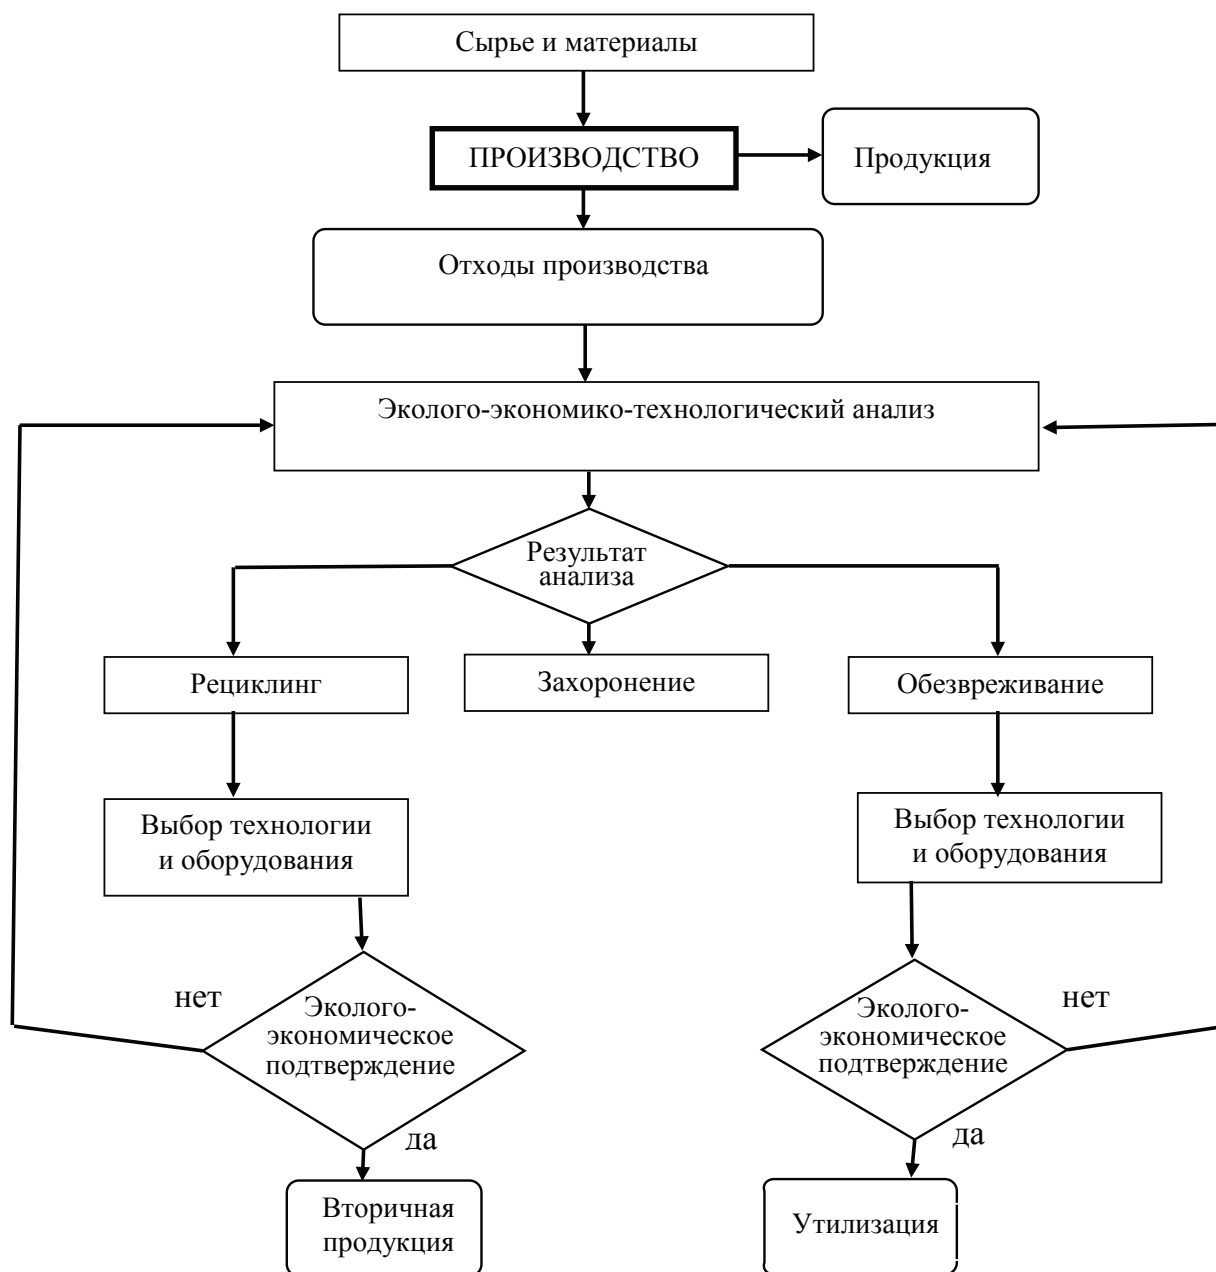 Сырье и материалы
ПРОИЗВОДСТВО
Продукция
Отходы производства
Эколого-экономико-технологический анализ
Результат
анализа
Рециклинг
Захоронение
Обезвреживание
Выбор технологии
и оборудования
Выбор технологии
и оборудования
нет
Эколого-
экономическое
подтверждение
Эколого-
экономическое
подтверждение
нет
да
да
Вторичная
продукция
Утилизация